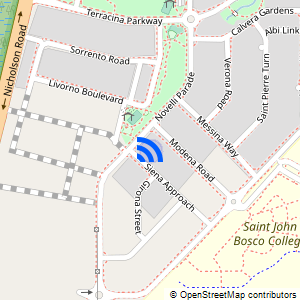 Terracina Parkway
Calvera Gardens
Abi Link
Nicholson Road
Sorrento Road
Livorno Boulevard
Novelli Parade
Verona Road
Saint Pierre Turn
Messina Way
Modena Road
Siena Approach
Girona Street
Saint John
Bosco College
© OpenStreetMap contributors